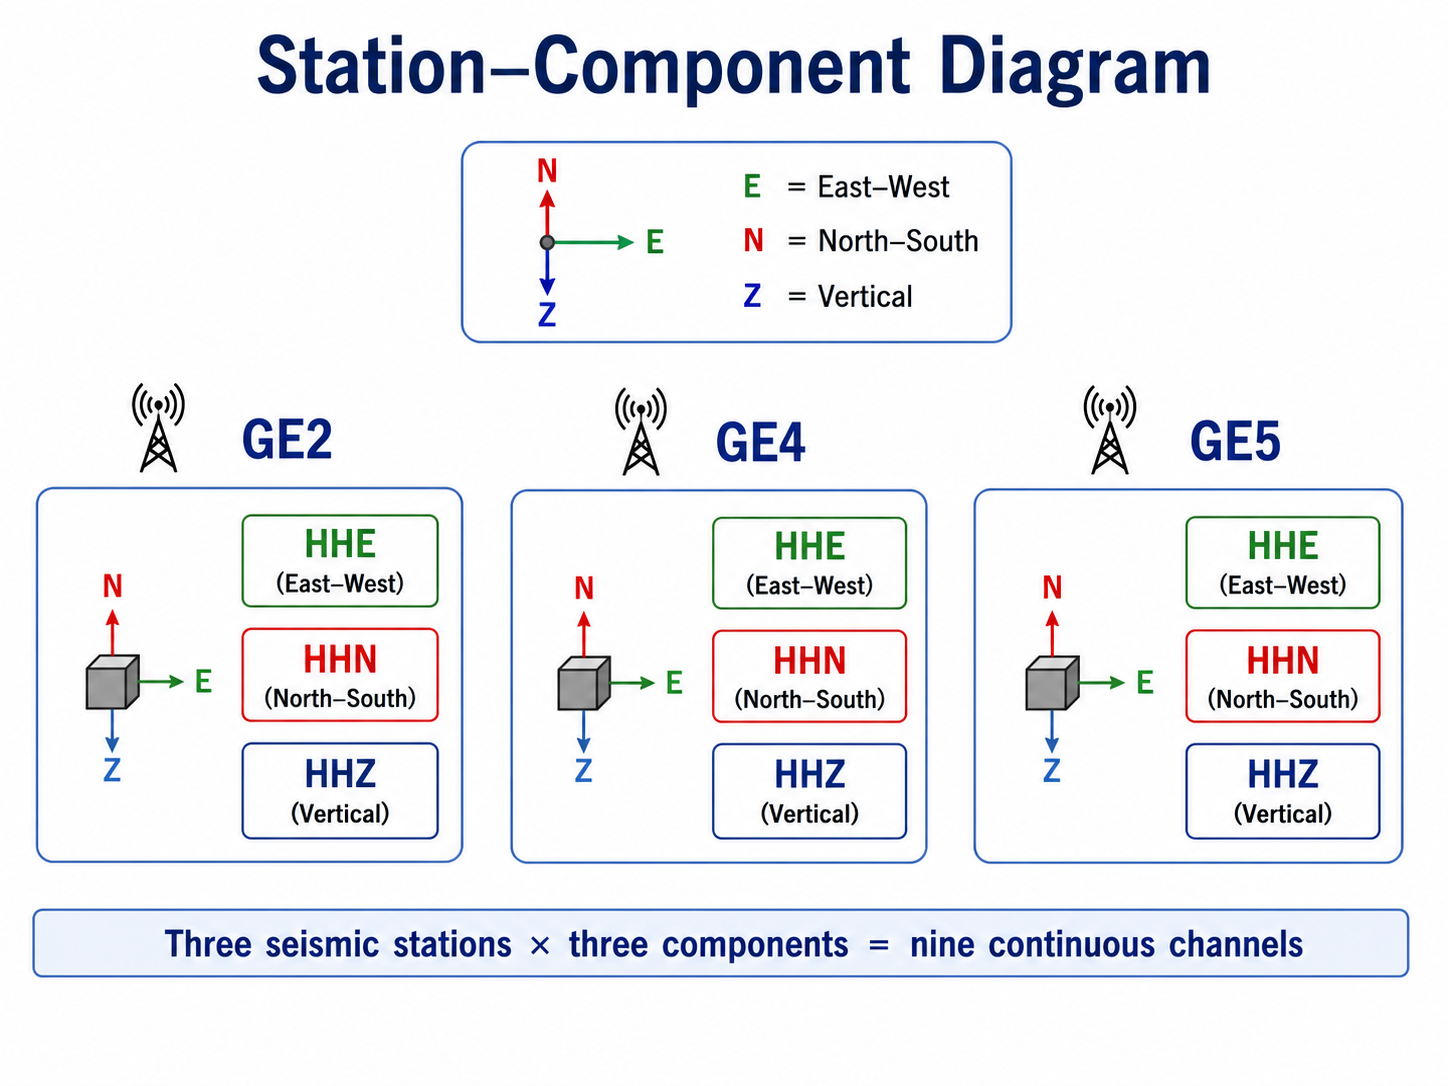 Station–Component Diagram
N
E
Z
E = East–West
N = North–South
Z = Vertical
GE2
N
E
Z
HHE
(East–West)
HHN
(North–South)
HHZ
(Vertical)
GE4
N
E
Z
HHE
(East–West)
HHN
(North–South)
HHZ
(Vertical)
GE5
N
E
Z
HHE
(East–West)
HHN
(North–South)
HHZ
(Vertical)
Three seismic stations × three components = nine continuous channels